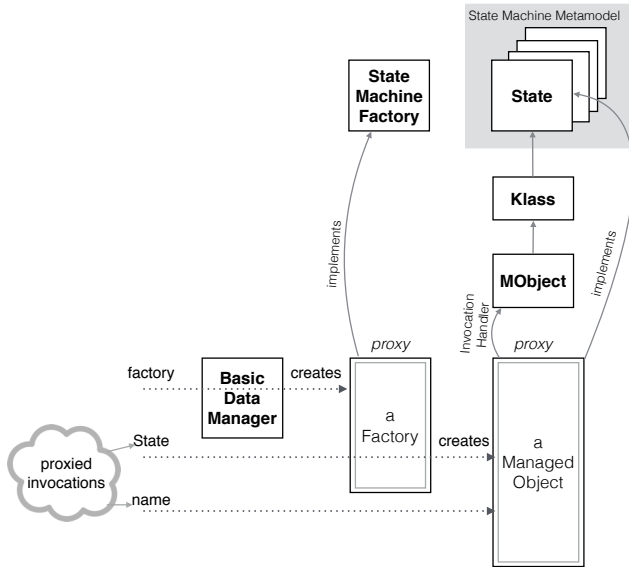 State Machine Metamodel
State
Machine
Factory
State
Klass
implements
implements
MObject
Invocation
Handler
proxy
proxy
factory
Basic
Data
Manager
creates
a
Factory
State
creates
a
Managed
Object
proxied
invocations
name